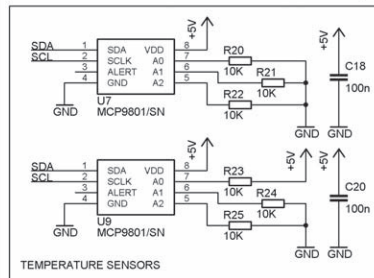 +5V
SDA 1 SDA VDD 8 R20
SCL 2 SCLK A0 7 10K
3 ALERT A1 6 R21
4 GND A2 5 10K
R22
10K
GND
U7
MCP9801/SN
GND
+5V
C18
100n
GND
+5V
SDA 1 SDA VDD 8 R23
SCL 2 SCLK A0 7 10K
3 ALERT A1 6 R24
4 GND A2 5 10K
R25
10K
GND
U9
MCP9801/SN
+5V
GND
+5V
C20
100n
GND
TEMPERATURE SENSORS